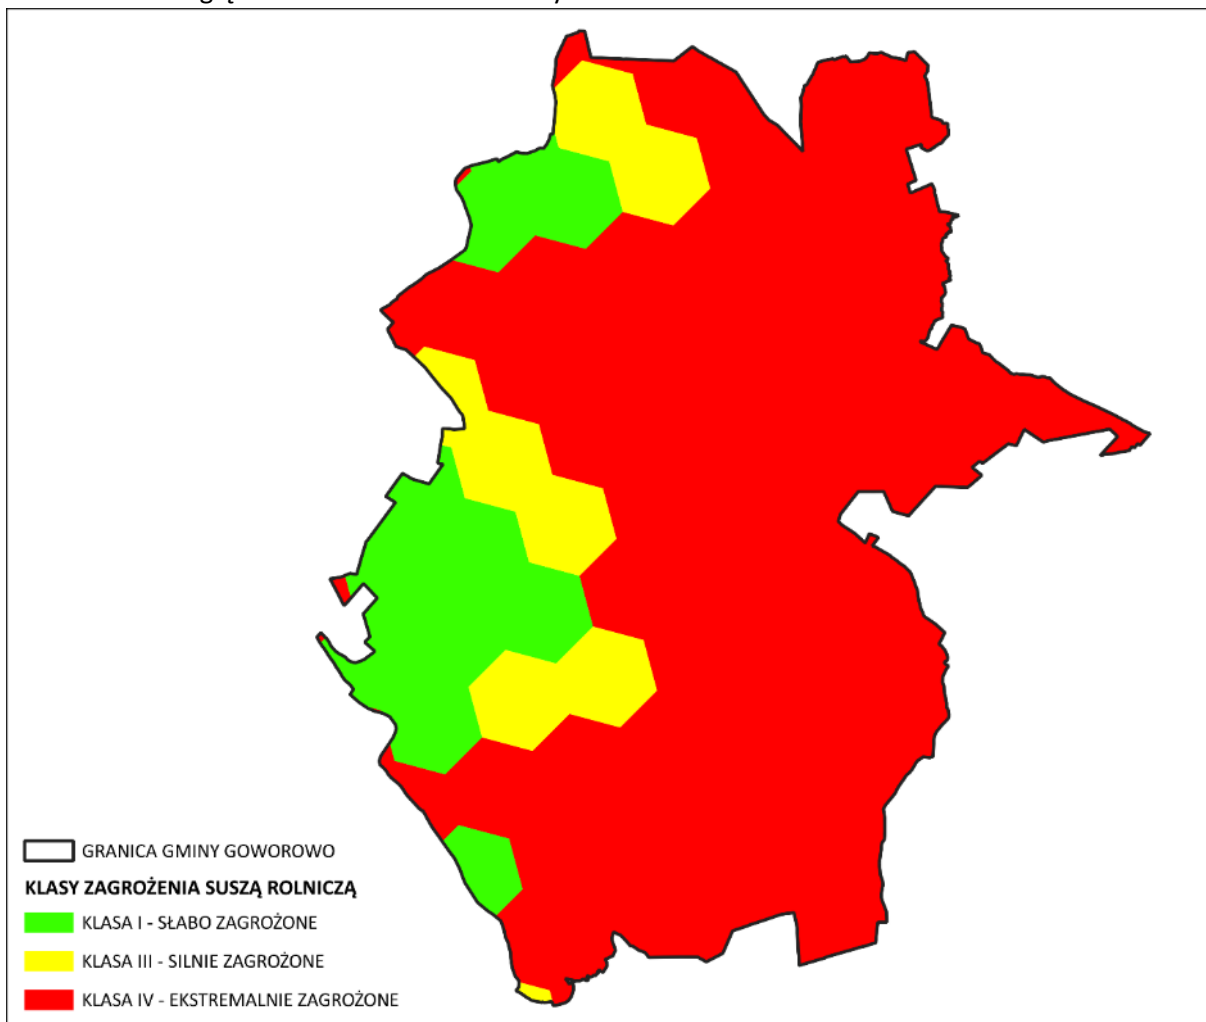 GRANICA GMINY GOWOROWO
KLASY ZAGROŻENIA SUSZĄ ROLNICZĄ
KLASA I - SŁABO ZAGROŻONE
KLASA III - SILNIE ZAGROŻONE
KLASA IV - EKSTREMALNIE ZAGROŻONE